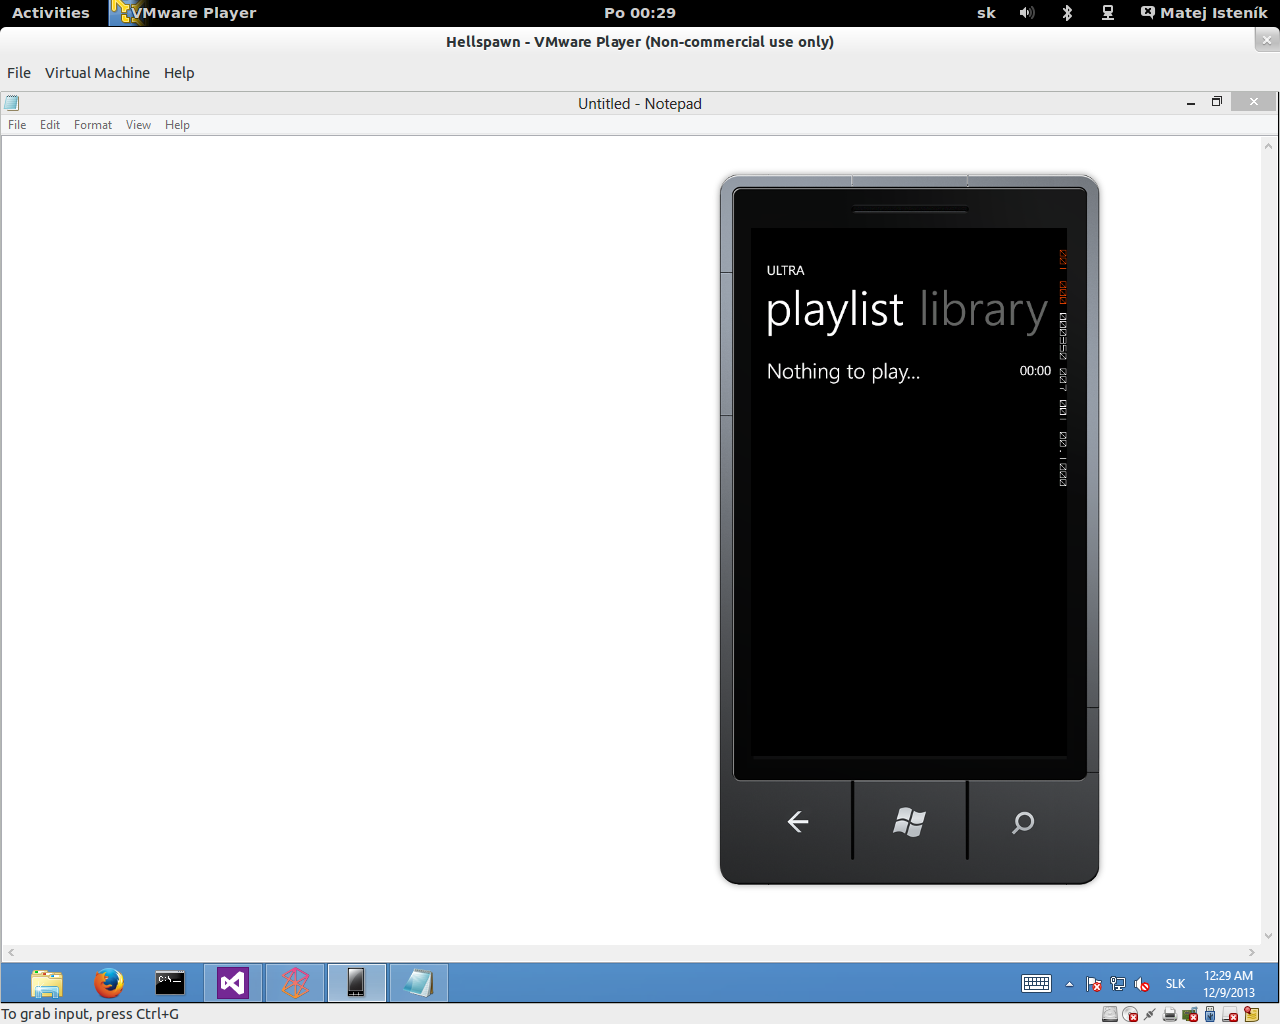 Activities VMware Player Po 00:29 sk Matej Isteník
Hellspawn - VMware Player (Non-commercial use only)
File Virtual Machine Help
Untitled - Notepad
File Edit Format View Help
ULTRA
playlist library
Nothing to play... 00:00
C:\_
SLK
12:29 AM
12/9/2013
To grab input, press Ctrl+G